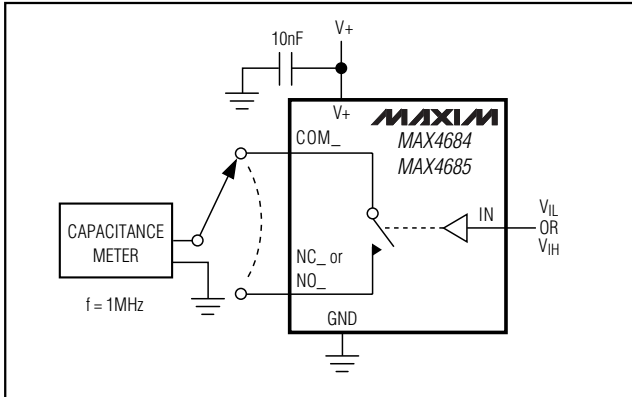 V+
10nF
V+
MAXIM
MAX4684
MAX4685
COM_
IN
VIL
OR
VIH
CAPACITANCE
METER
NC_ or
NO_
f = 1MHz
GND